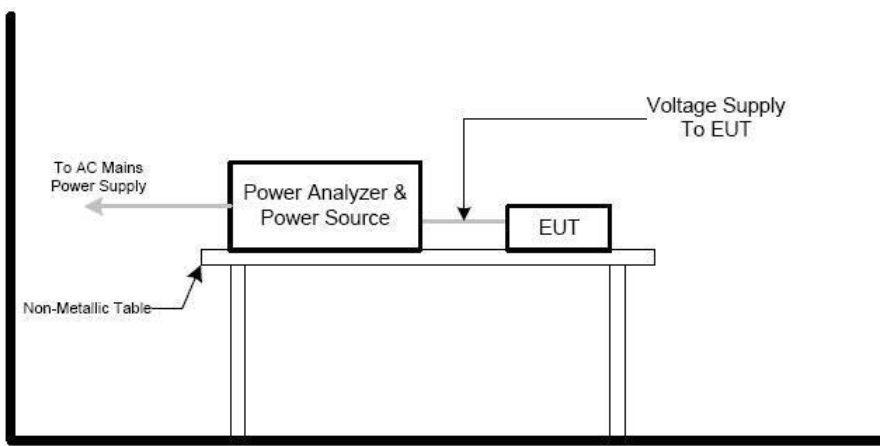 Voltage Supply
To EUT
To AC Mains
Power Supply
Power Analyzer &
Power Source
EUT
Non-Metallic Table